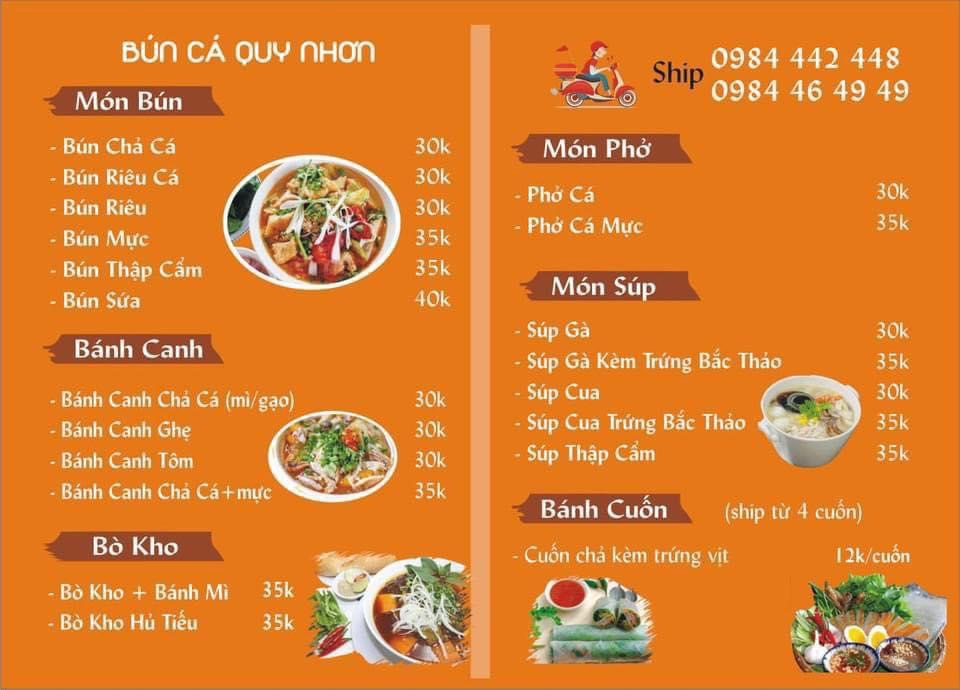 BÚN CÁ QUY NHƠN
Món Bún
- Bún Chả Cá 30k
- Bún Riêu Cá 30k
- Bún Riêu 30k
- Bún Mực 35k
- Bún Thập Cẩm 35k
- Bún Sứa 40k
Bánh Canh
- Bánh Canh Chả Cá (mì/gạo) 30k
- Bánh Canh Ghẹ 30k
- Bánh Canh Tôm 30k
- Bánh Canh Chả Cá+mực 35k
Bò Kho
- Bò Kho + Bánh Mì 35k
- Bò Kho Hủ Tiếu 35k
Ship 0984 442 448
0984 46 49 49
Món Phở
- Phở Cá 30k
- Phở Cá Mực 35k
Món Súp
- Súp Gà 30k
- Súp Gà Kèm Trứng Bắc Thảo 35k
- Súp Cua 30k
- Súp Cua Trứng Bắc Thảo 35k
- Súp Thập Cẩm 35k
Bánh Cuốn (ship từ 4 cuốn)
- Cuốn chả kèm trứng vịt 12k/cuốn